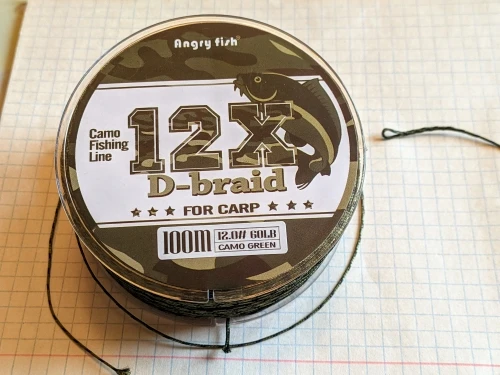 Angry fish
Camo
Fishing
Line
12X
D-braid
FOR CARP
100m
12.0# 60LB
CAMO GREEN